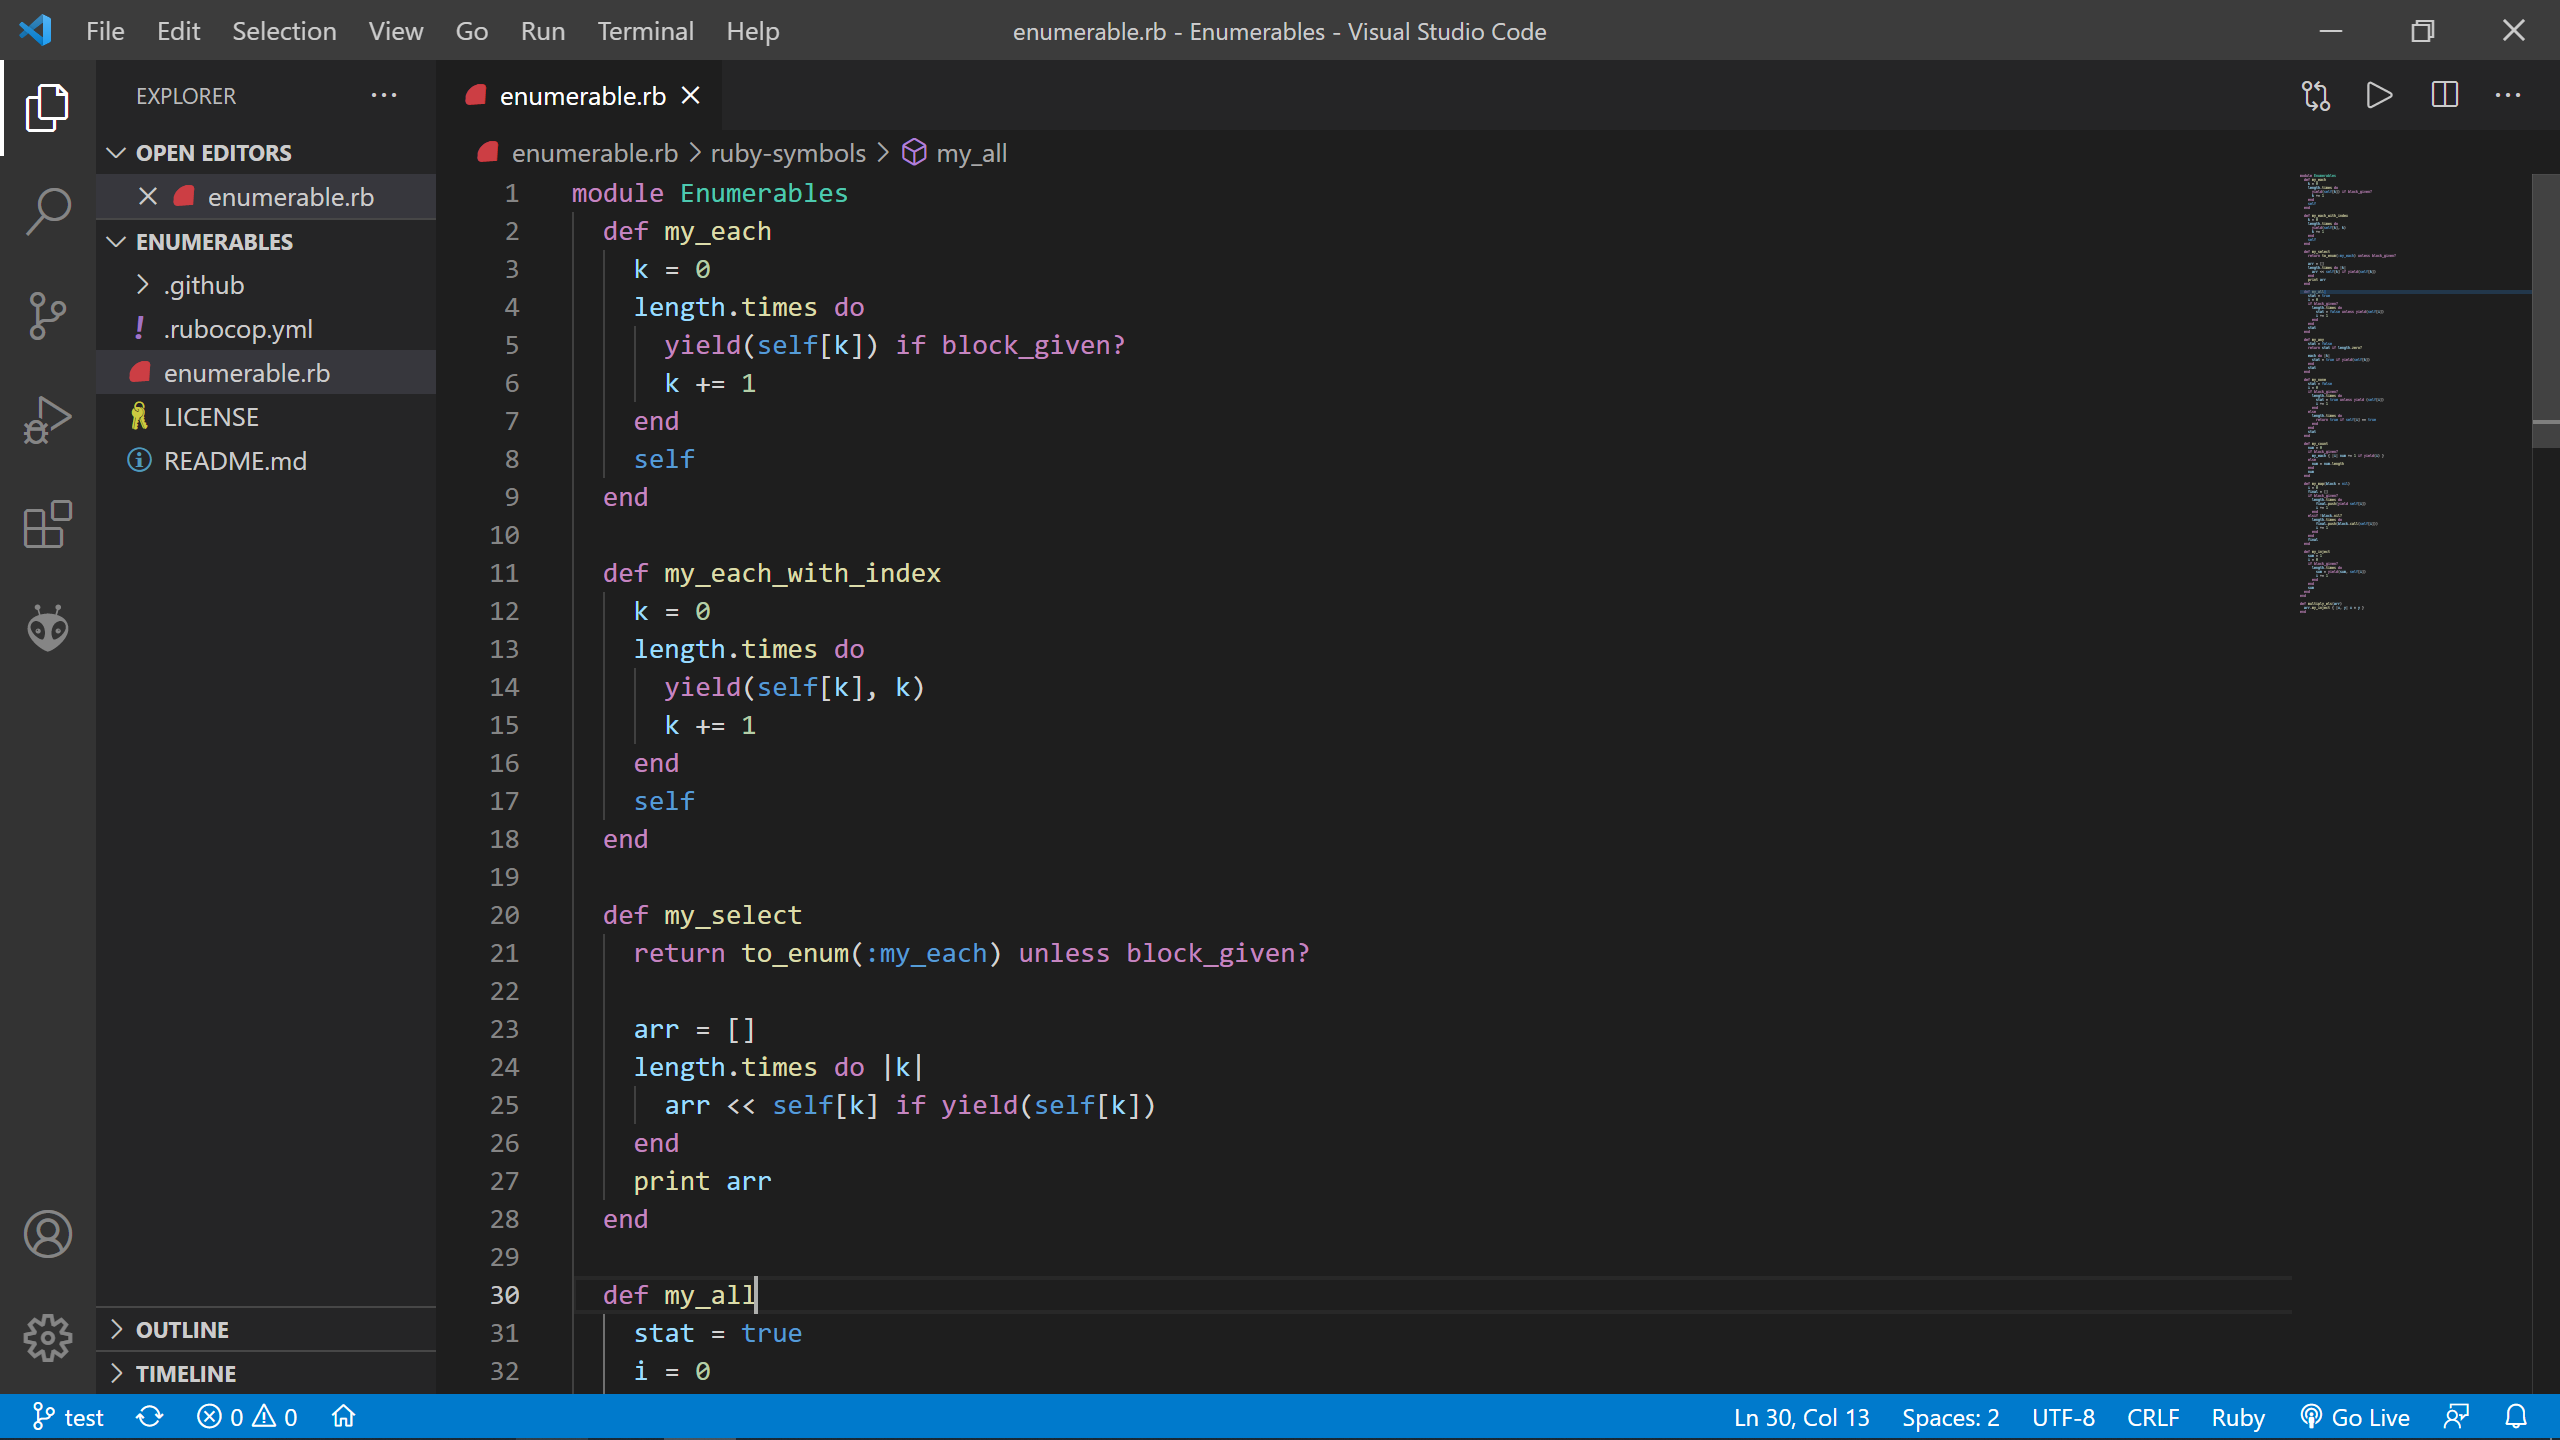 File Edit Selection View Go Run Terminal Help enumerable.rb - Enumerables - Visual Studio Code
EXPLORER
OPEN EDITORS
enumerable.rb
ENUMERABLES
.github
.rubocop.yml
enumerable.rb
LICENSE
README.md
OUTLINE
TIMELINE
enumerable.rb
enumerable.rb > ruby-symbols > my_all
1 module Enumerables
2   def my_each
3     k = 0
4     length.times do
5       yield(self[k]) if block_given?
6       k += 1
7     end
8     self
9   end
10
11   def my_each_with_index
12     k = 0
13     length.times do
14       yield(self[k], k)
15       k += 1
16     end
17     self
18   end
19
20   def my_select
21     return to_enum(:my_each) unless block_given?
22
23     arr = []
24     length.times do |k|
25       arr << self[k] if yield(self[k])
26     end
27     print arr
28   end
29
30   def my_all
31     stat = true
32     i = 0
test 0 0 Ln 30, Col 13 Spaces: 2 UTF-8 CRLF Ruby Go Live